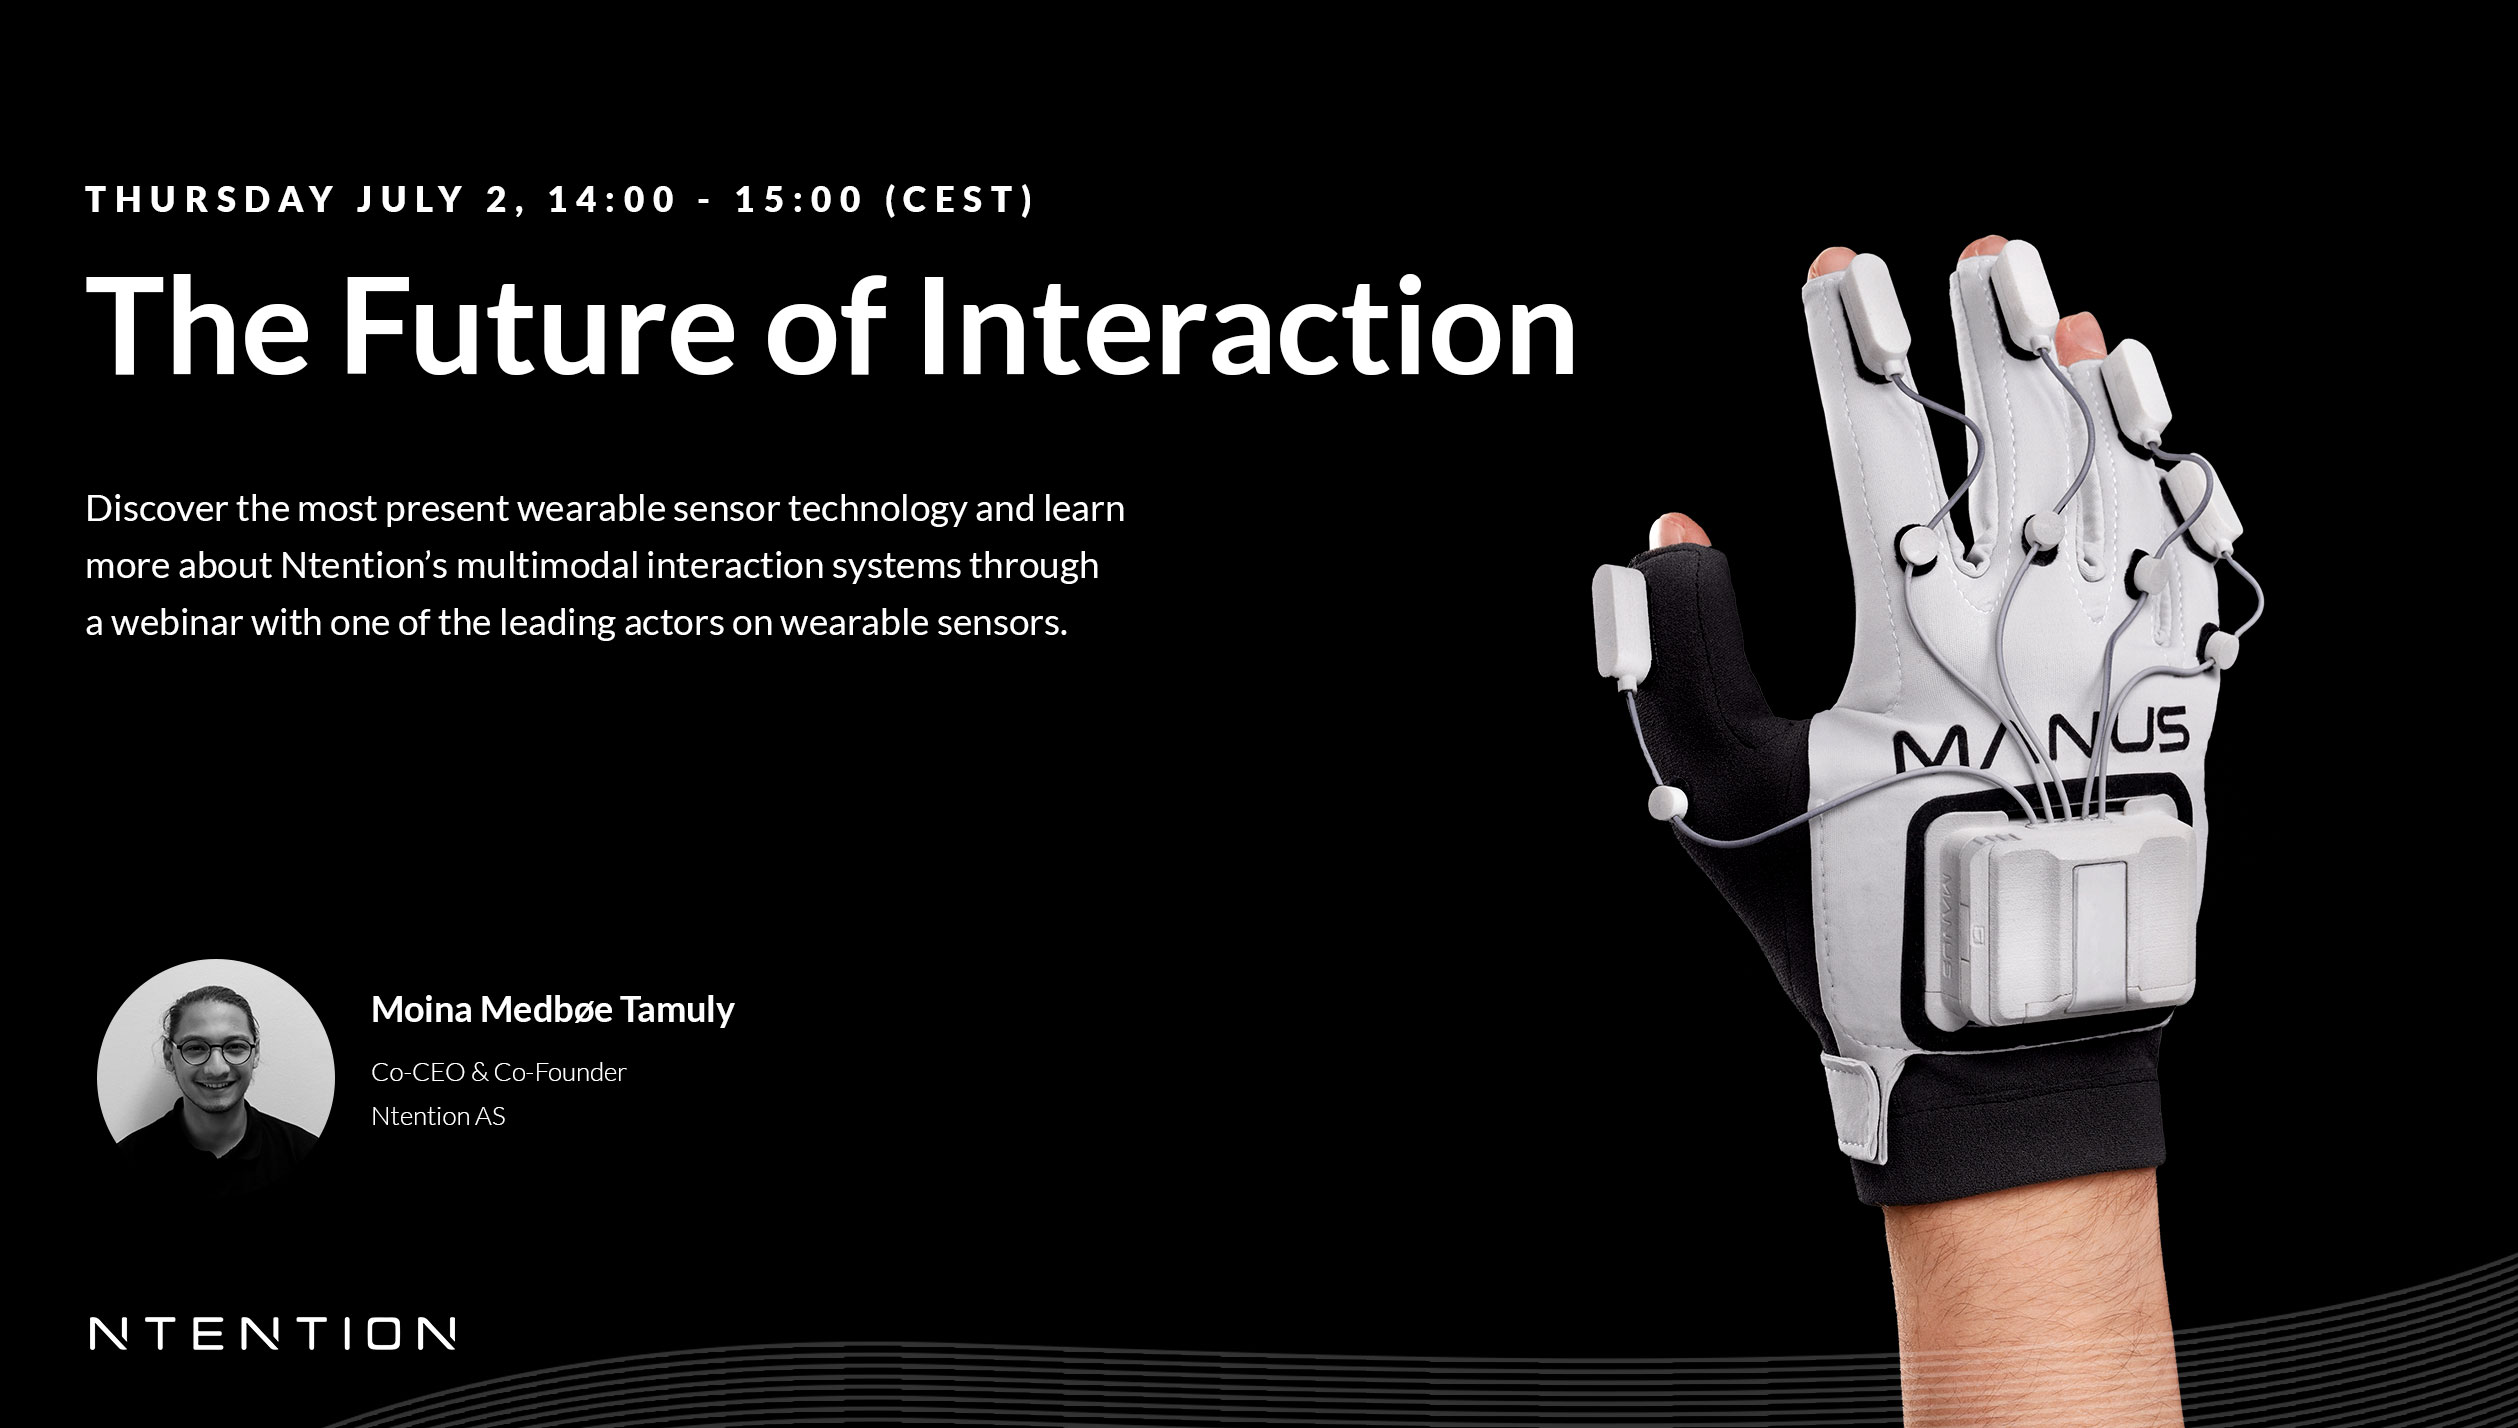 THURSDAY JULY 2, 14:00 - 15:00 (CEST)
The Future of Interaction
Discover the most present wearable sensor technology and learn
more about Ntention’s multimodal interaction systems through
a webinar with one of the leading actors on wearable sensors.
MANUS
MANUS
Moina Medbøe Tamuly
Co-CEO & Co-Founder
Ntention AS
NTENTION